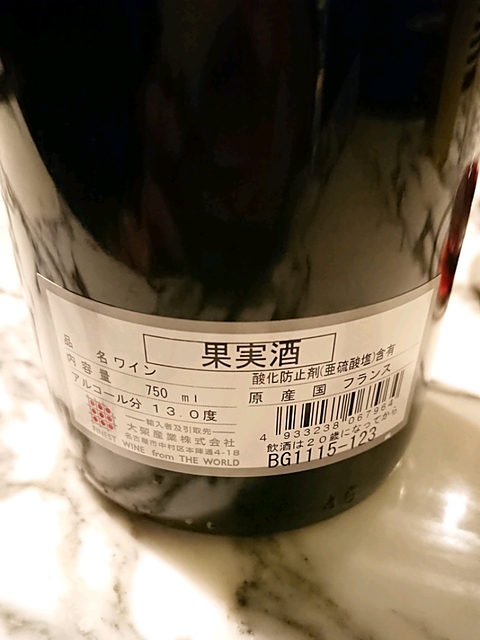 果実酒
品名 ワイン
内容量 750 ml
アルコール分 13.0度
輸入者及引取先
大榮産業株式会社
名古屋市中村区本陣通4-18
FINEST WINE from THE WORLD
酸化防止剤(亜硫酸塩)含有
原産国 フランス
4 933238 067964
飲酒は20歳になってから
BG1115-123